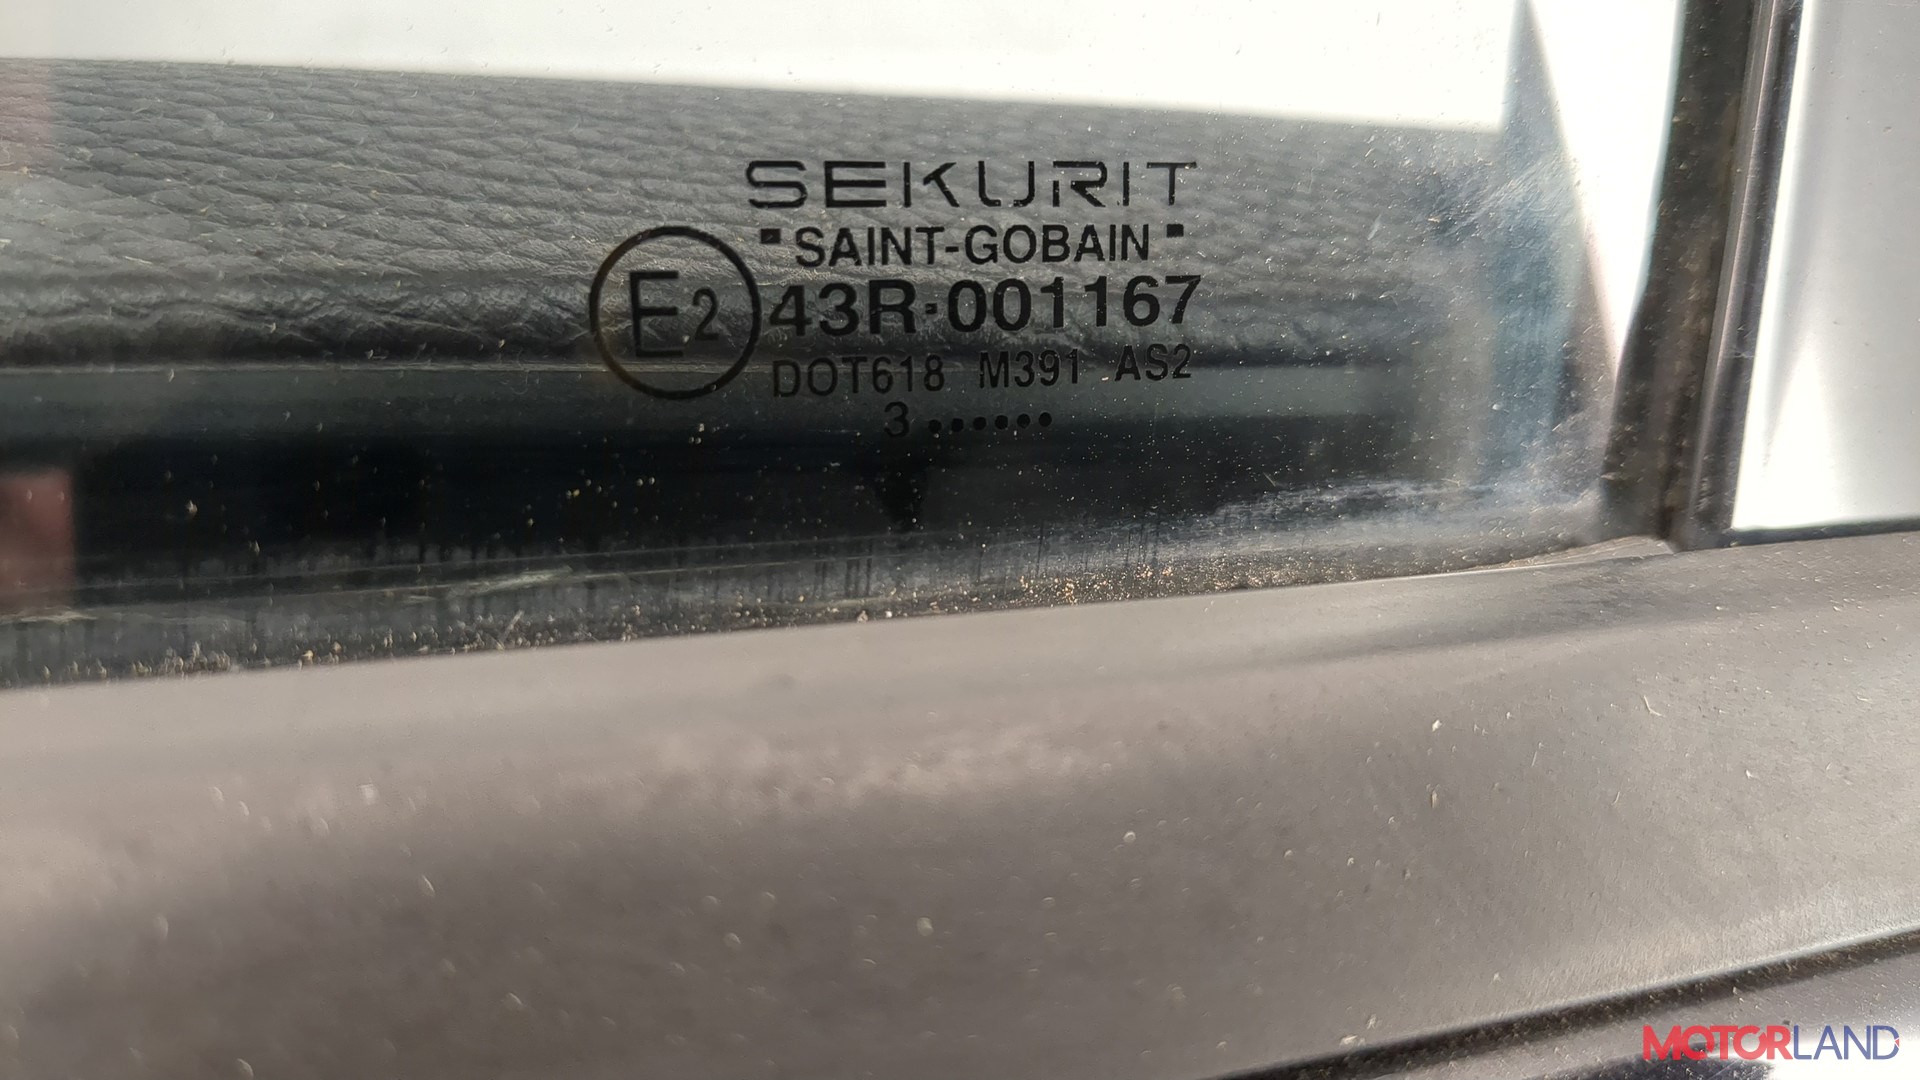 SEKURIT
"SAINT-GOBAIN"
E2 43R·001167
DOT618 M391 AS2
3••••••
MOTORLAND